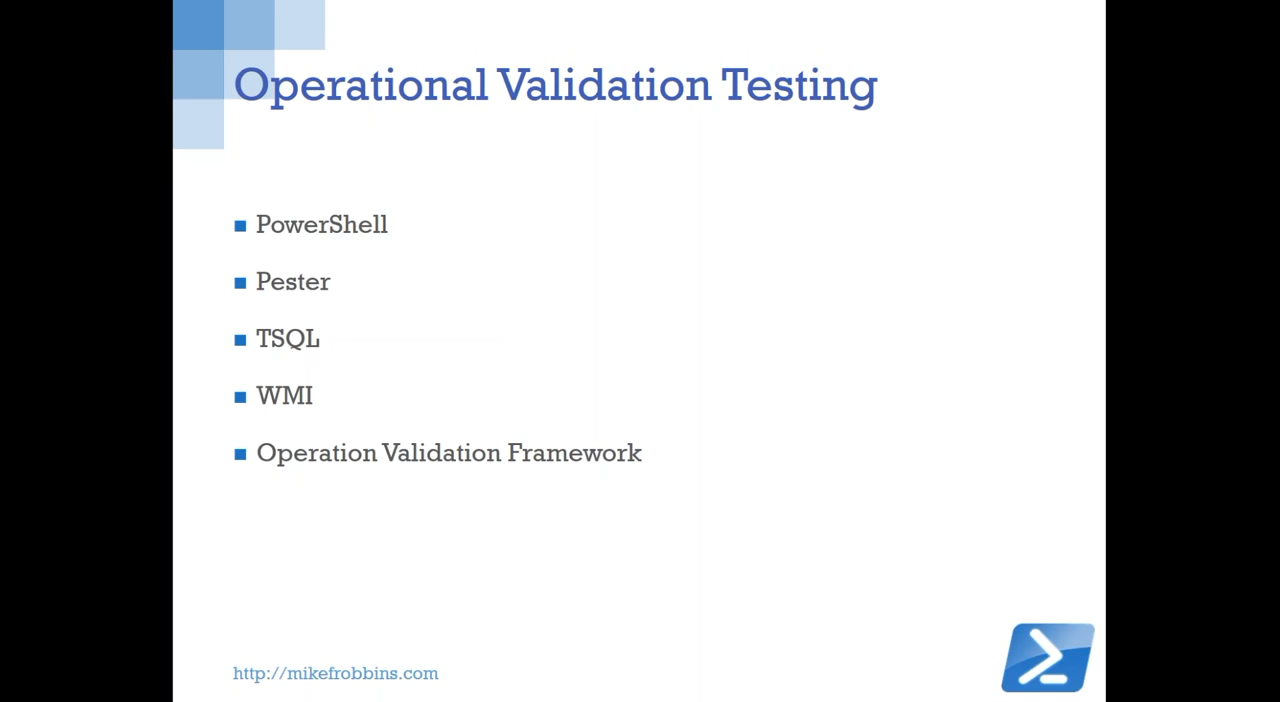 Operational Validation Testing
PowerShell
Pester
TSQL
WMI
Operation Validation Framework
http://mikefrobbins.com